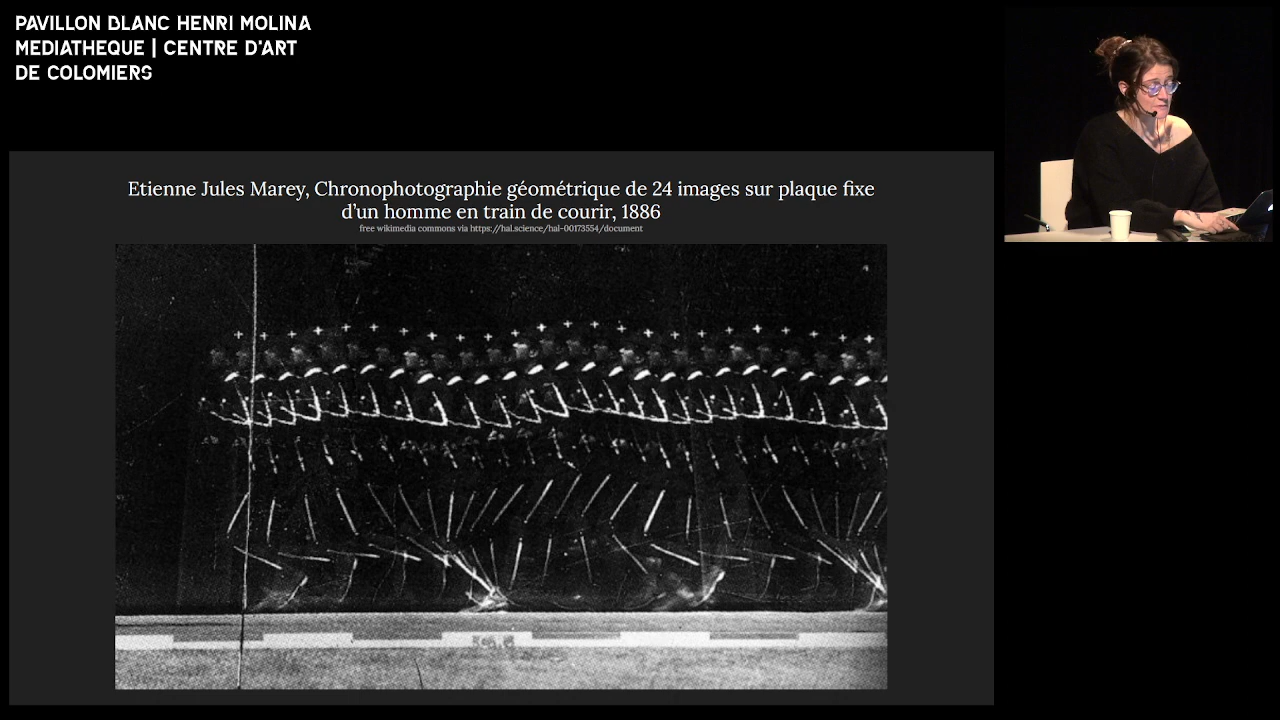 PAVILLON BLANC HENRI MOLINA
MEDIATHEQUE | CENTRE D'ART
DE COLOMIERS
Etienne Jules Marey, Chronophotographie géométrique de 24 images sur plaque fixe
d'un homme en train de courir, 1886
free wikimedia commons via https://hal.science/hal-00173554/document